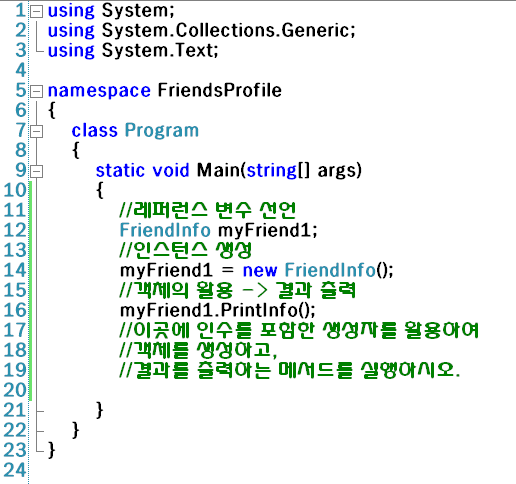 1 using System;
2 using System.Collections.Generic;
3 using System.Text;
4
5 namespace FriendsProfile
6 {
7 class Program
8 {
9 static void Main(string[] args)
10 {
11 //레퍼런스 변수 선언
12 FriendInfo myFriend1;
13 //인스턴스 생성
14 myFriend1 = new FriendInfo();
15 //객체의 활용 -> 결과 출력
16 myFriend1.PrintInfo();
17 //이곳에 인수를 포함한 생성자를 활용하여
18 //객체를 생성하고,
19 //결과를 출력하는 메서드를 실행하시오.
20
21 }
22 }
23 }
24